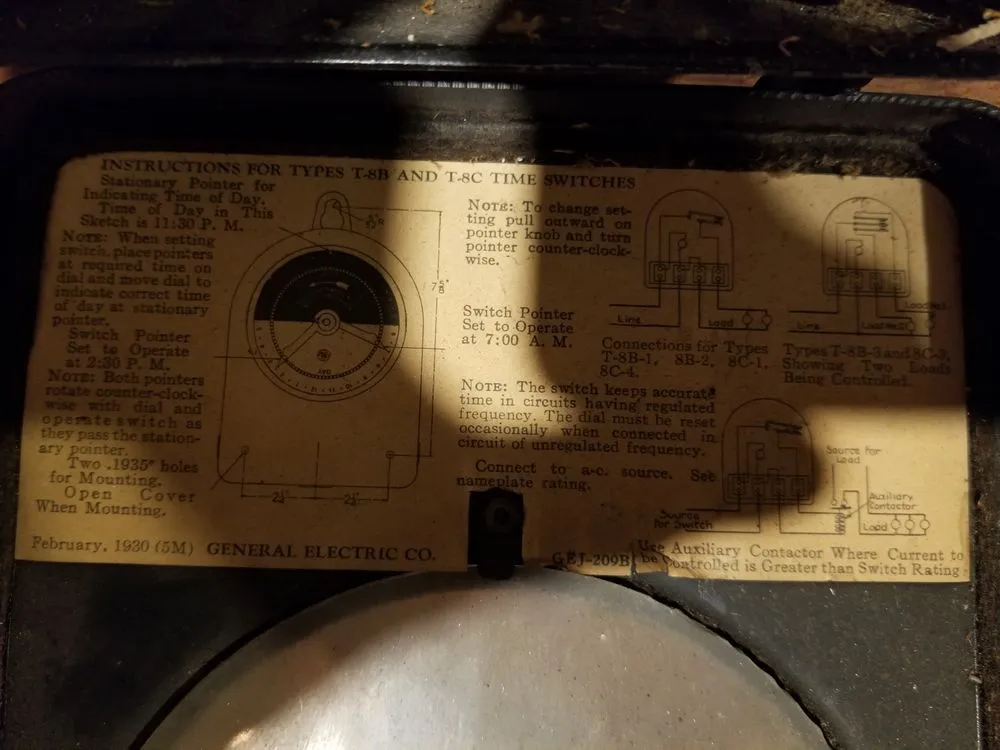 INSTRUCTIONS FOR TYPES T-8B AND T-8C TIME SWITCHES
Stationary Pointer for
Indicating Time of Day.
Time of Day in This
Sketch is 11:30 P. M.
NOTE: When setting
switch, place pointers
at required time on
dial and move dial to
indicate correct time
of day at stationary
pointer.
Switch Pointer
Set to Operate
at 2:30 P. M.
NOTE: Both pointers
rotate counter-clock-
wise with dial and
operate switch as
they pass the station-
ary pointer.
Two .1935" holes
for Mounting.
Open Cover
When Mounting.
February, 1930 (5M) GENERAL ELECTRIC CO.
NOTE: To change set-
ting pull outward on
pointer knob and turn
pointer counter-clock-
wise.
Switch Pointer
Set to Operate
at 7:00 A. M.
NOTE: The switch keeps accurate
time in circuits having regulated
frequency. The dial must be reset
occasionally when connected in
circuit of unregulated frequency.
Connect to a-c. source. See
nameplate rating.
GEJ-209B
Line
Load
Connections for Types
T-8B-1, 8B-2, 8C-1,
8C-4.
Line
Load No.2
Load No.1
Types T-8B-3 and 8C-3,
Showing Two Loads
Being Controlled.
Source for
Load
Auxiliary
Contactor
Source
For Switch
Load
Use Auxiliary Contactor Where Current to
be Controlled is Greater than Switch Rating